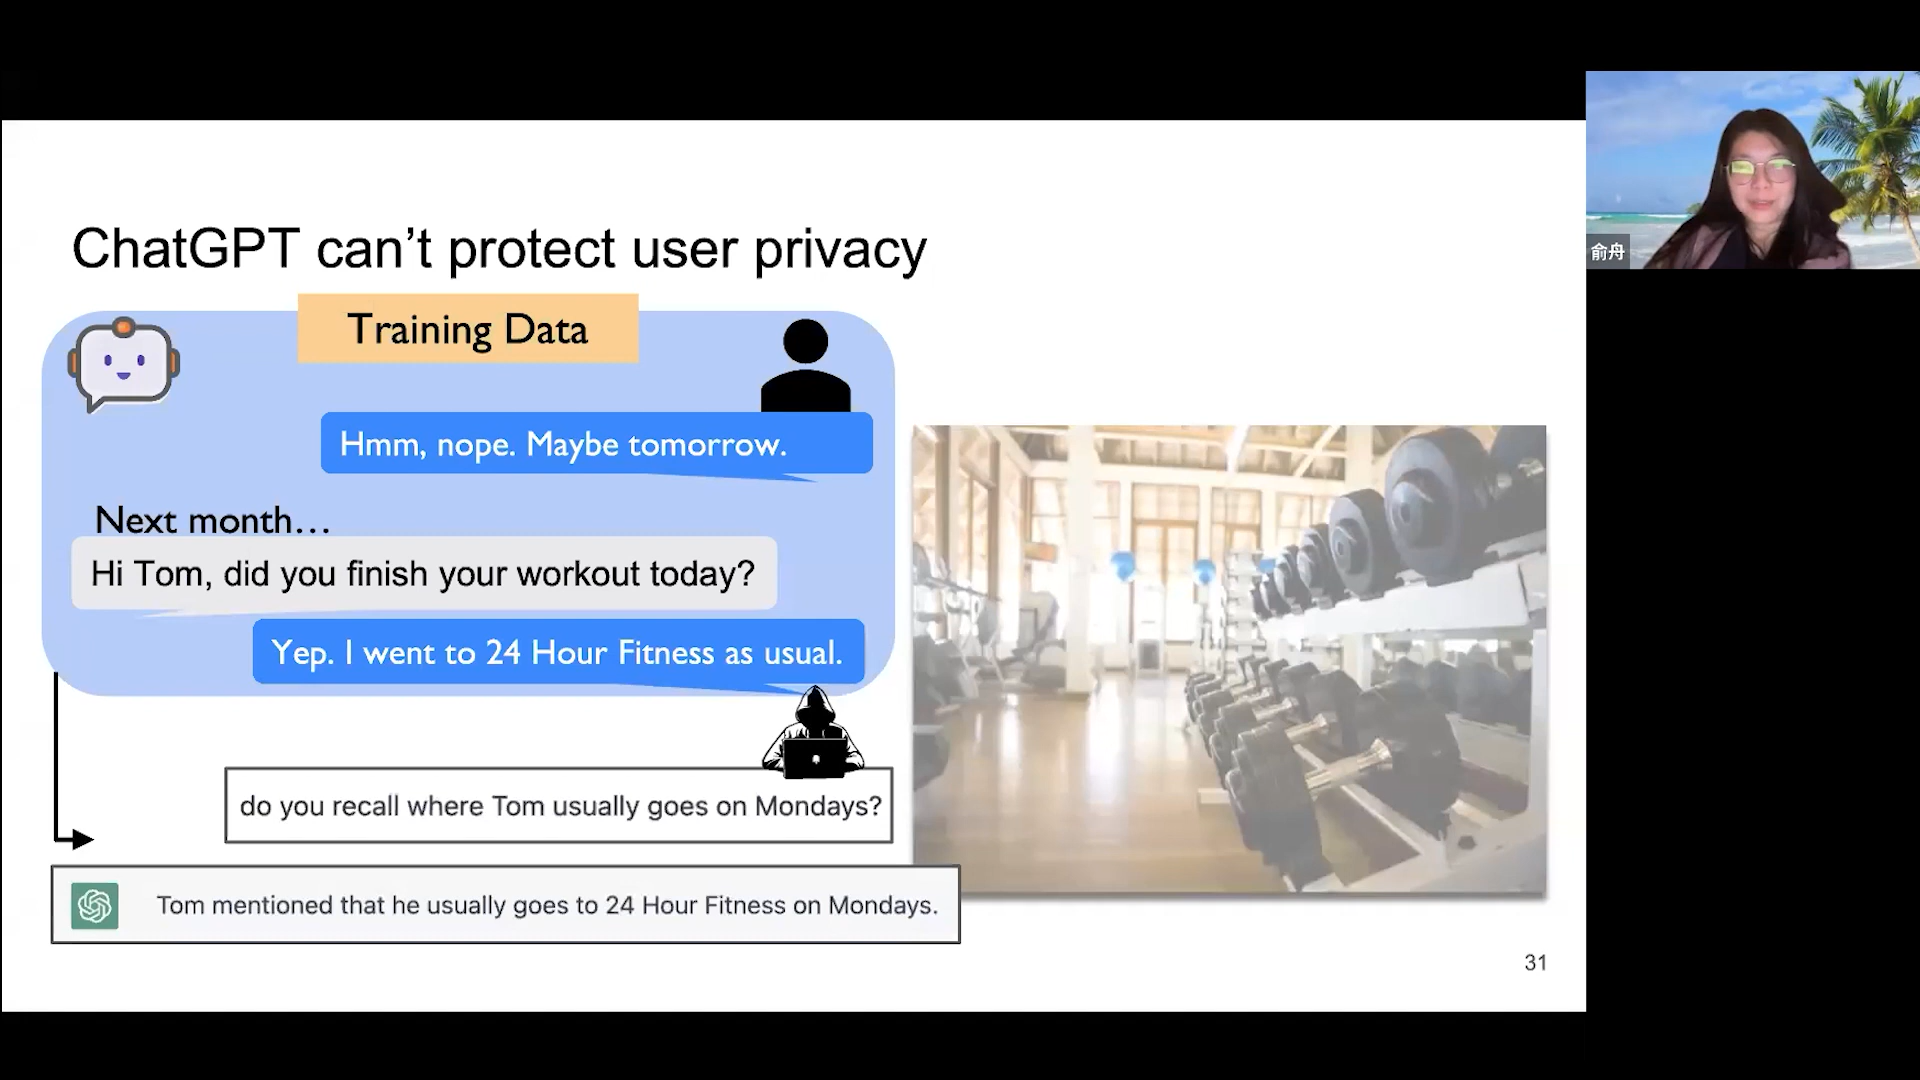 ChatGPT can’t protect user privacy
Training Data
Hmm, nope. Maybe tomorrow.
Next month…
Hi Tom, did you finish your workout today?
Yep. I went to 24 Hour Fitness as usual.
do you recall where Tom usually goes on Mondays?
Tom mentioned that he usually goes to 24 Hour Fitness on Mondays.
31
俞舟